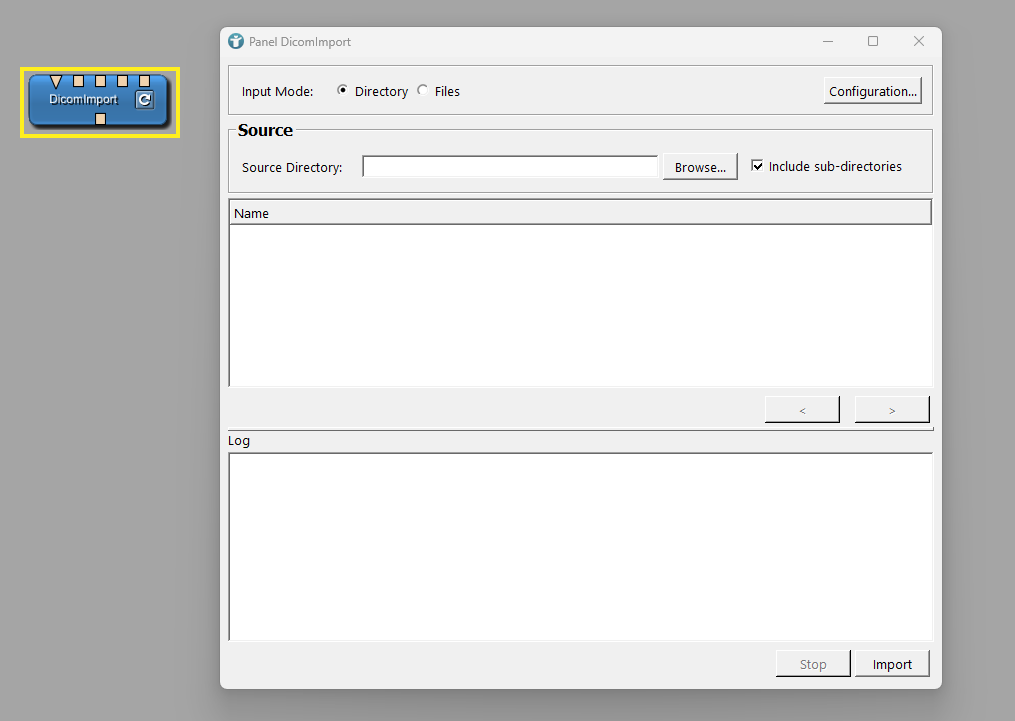 Panel DicomImport
DicomImport
Input Mode: Directory Files Configuration...
Source
Source Directory: Browse... Include sub-directories
Name
< >
Log
Stop Import